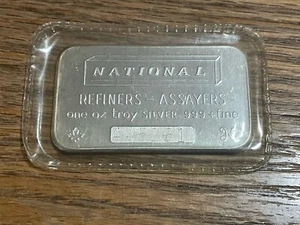 NATIONAL
REFINERS - ASSAYERS
one oz troy SILVER 999+ fine